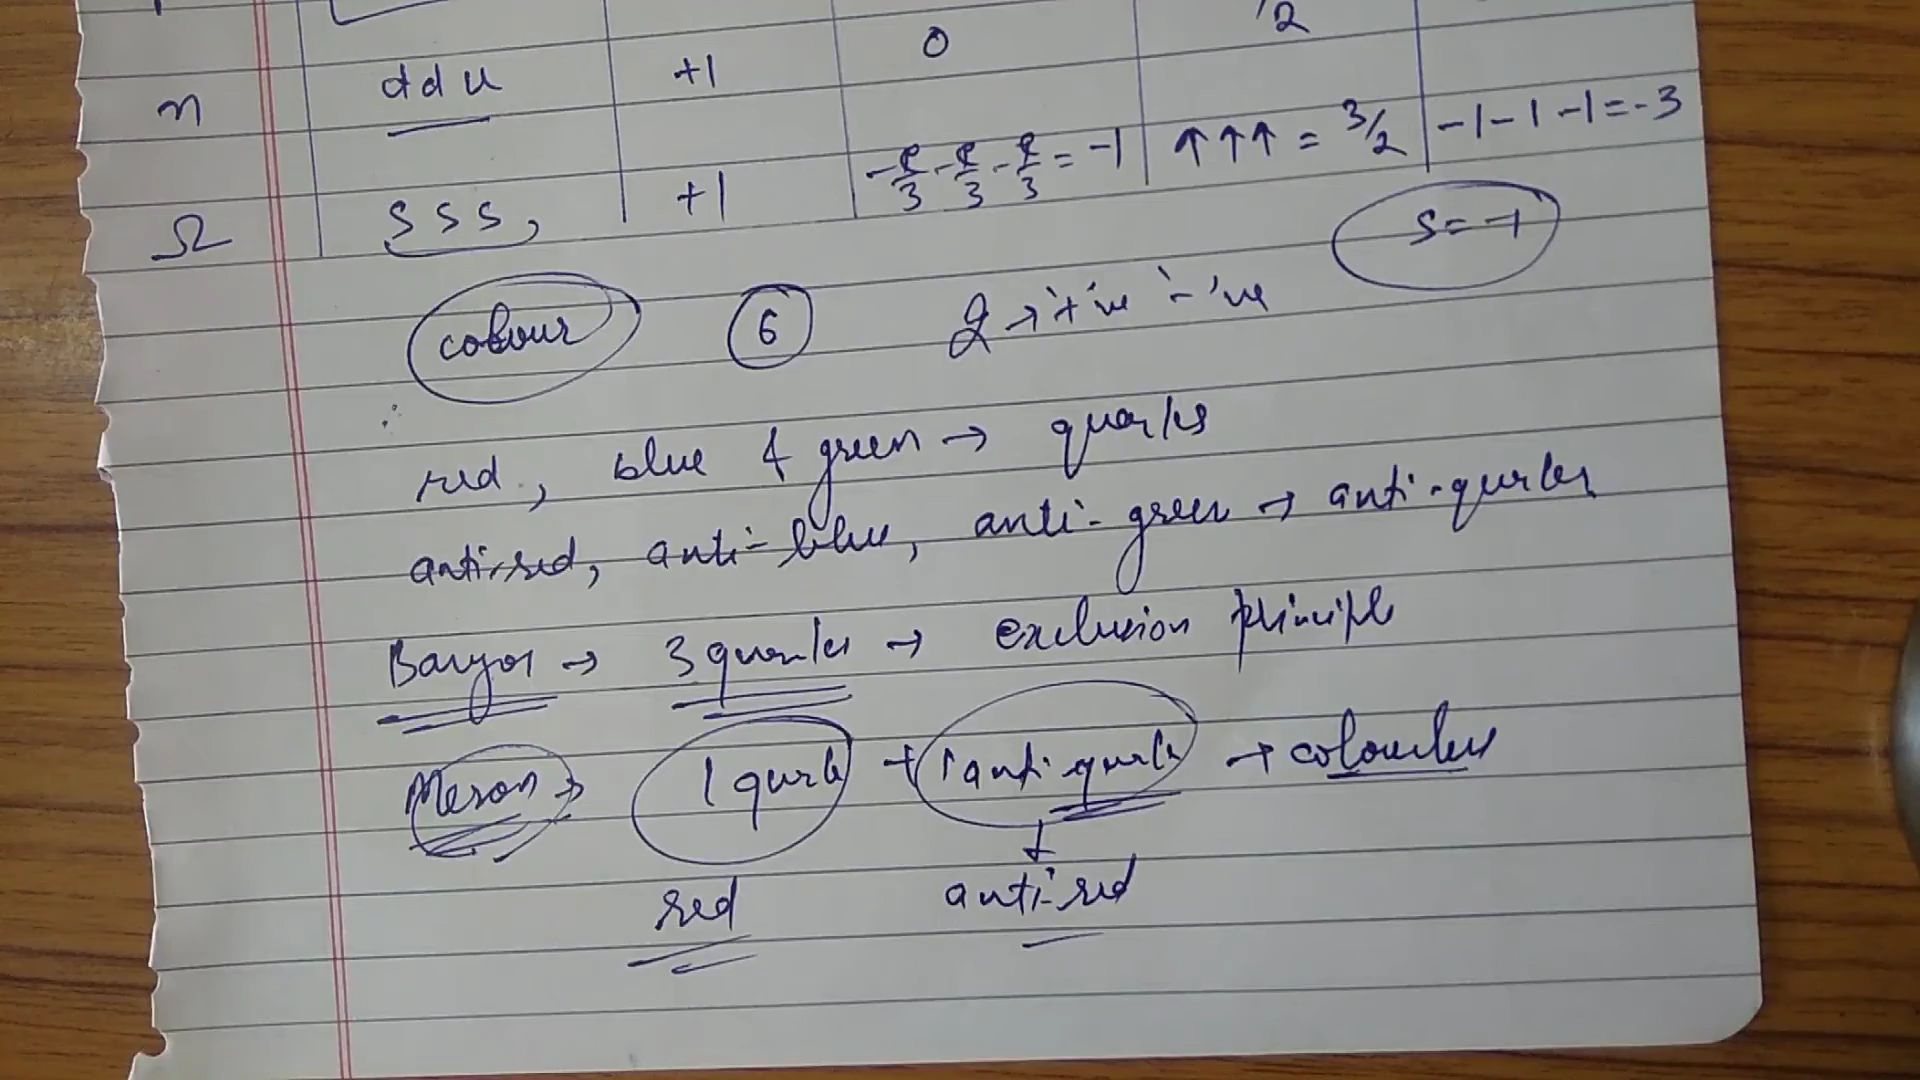 n ddu +1 0 1/2
Ω sss, +1 -e/3 -e/3 -e/3 = -1 ↑↑↑ = 3/2 -1-1-1=-3
s=-1
colour 6 2→'+'ve '-'ve
red, blue & green → quarks
anti-red, anti-blue, anti-green → anti-quarks
Baryon → 3 quarks → exclusion principle
Meson → 1 quark + 1 anti-quark → colourless
red anti-red